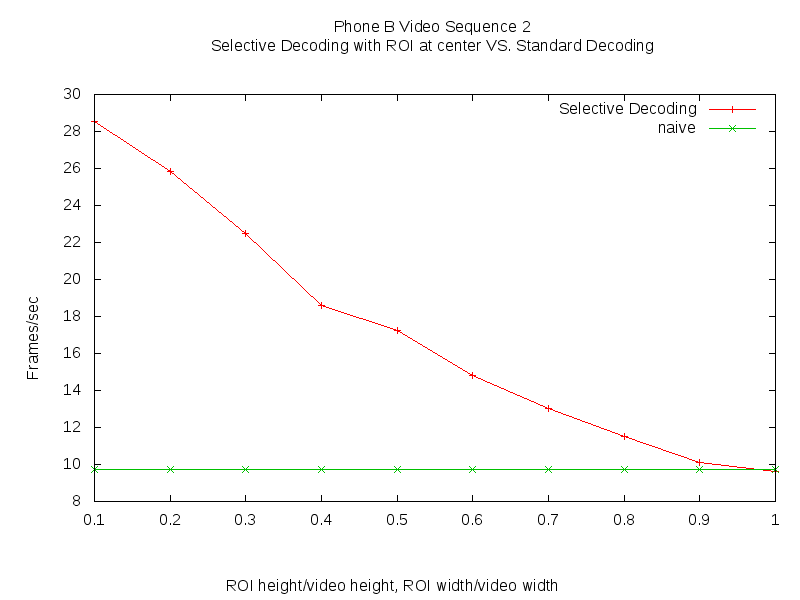 Phone B Video Sequence 2
Selective Decoding with ROI at center VS. Standard Decoding
Selective Decoding
naive
Frames/sec
30
28
26
24
22
20
18
16
14
12
10
8
0.1 0.2 0.3 0.4 0.5 0.6 0.7 0.8 0.9 1
ROI height/video height, ROI width/video width